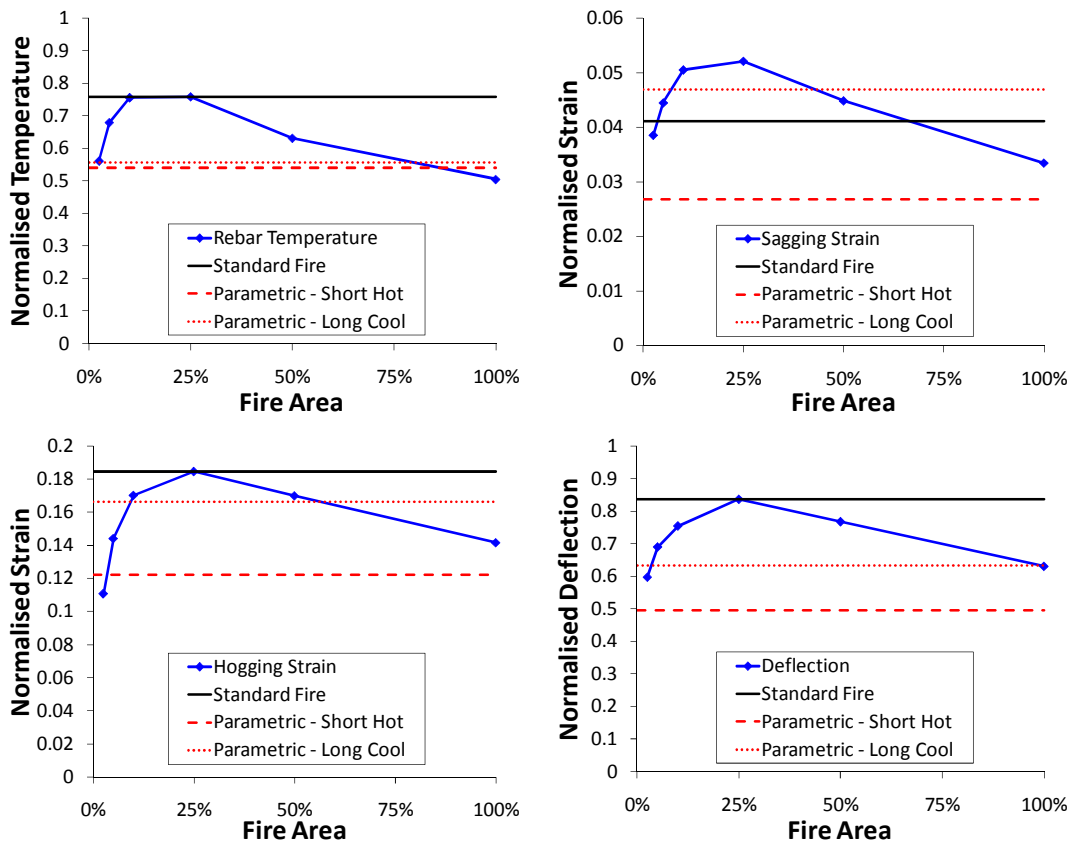 Normalised Temperature
1
0.9
0.8
0.7
0.6
0.5
0.4
0.3
0.2
0.1
0
Rebar Temperature
Standard Fire
Parametric - Short Hot
Parametric - Long Cool
0% 25% 50% 75% 100%
Fire Area
Normalised Strain
0.06
0.05
0.04
0.03
0.02
0.01
0
Sagging Strain
Standard Fire
Parametric - Short Hot
Parametric - Long Cool
0% 25% 50% 75% 100%
Fire Area
Normalised Strain
0.2
0.18
0.16
0.14
0.12
0.1
0.08
0.06
0.04
0.02
0
Hogging Strain
Standard Fire
Parametric - Short Hot
Parametric - Long Cool
0% 25% 50% 75% 100%
Fire Area
Normalised Deflection
1
0.9
0.8
0.7
0.6
0.5
0.4
0.3
0.2
0.1
0
Deflection
Standard Fire
Parametric - Short Hot
Parametric - Long Cool
0% 25% 50% 75% 100%
Fire Area